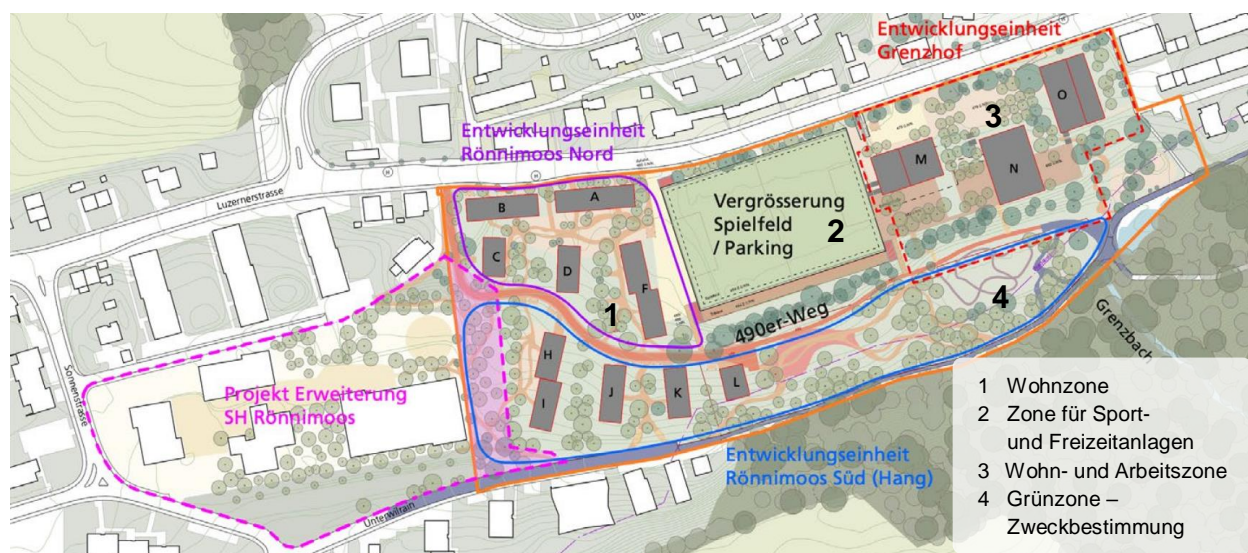 Entwicklungseinheit
Grenzhof
Entwicklungseinheit
Rönnimoos Nord
Luzernerstrasse
H
H
H
B
A
C
D
F
1
Vergrösserung
Spielfeld
/ Parking
2
3
M
N
O
490er-Weg
4
Grenzbach
H
I
J
K
L
Sonnenstrasse
Projekt Erweiterung
SH Rönnimoos
Entwicklungseinheit
Rönnimoos Süd (Hang)
Unterwilrain
1 Wohnzone
2 Zone für Sport-
und Freizeitanlagen
3 Wohn- und Arbeitszone
4 Grünzone –
Zweckbestimmung